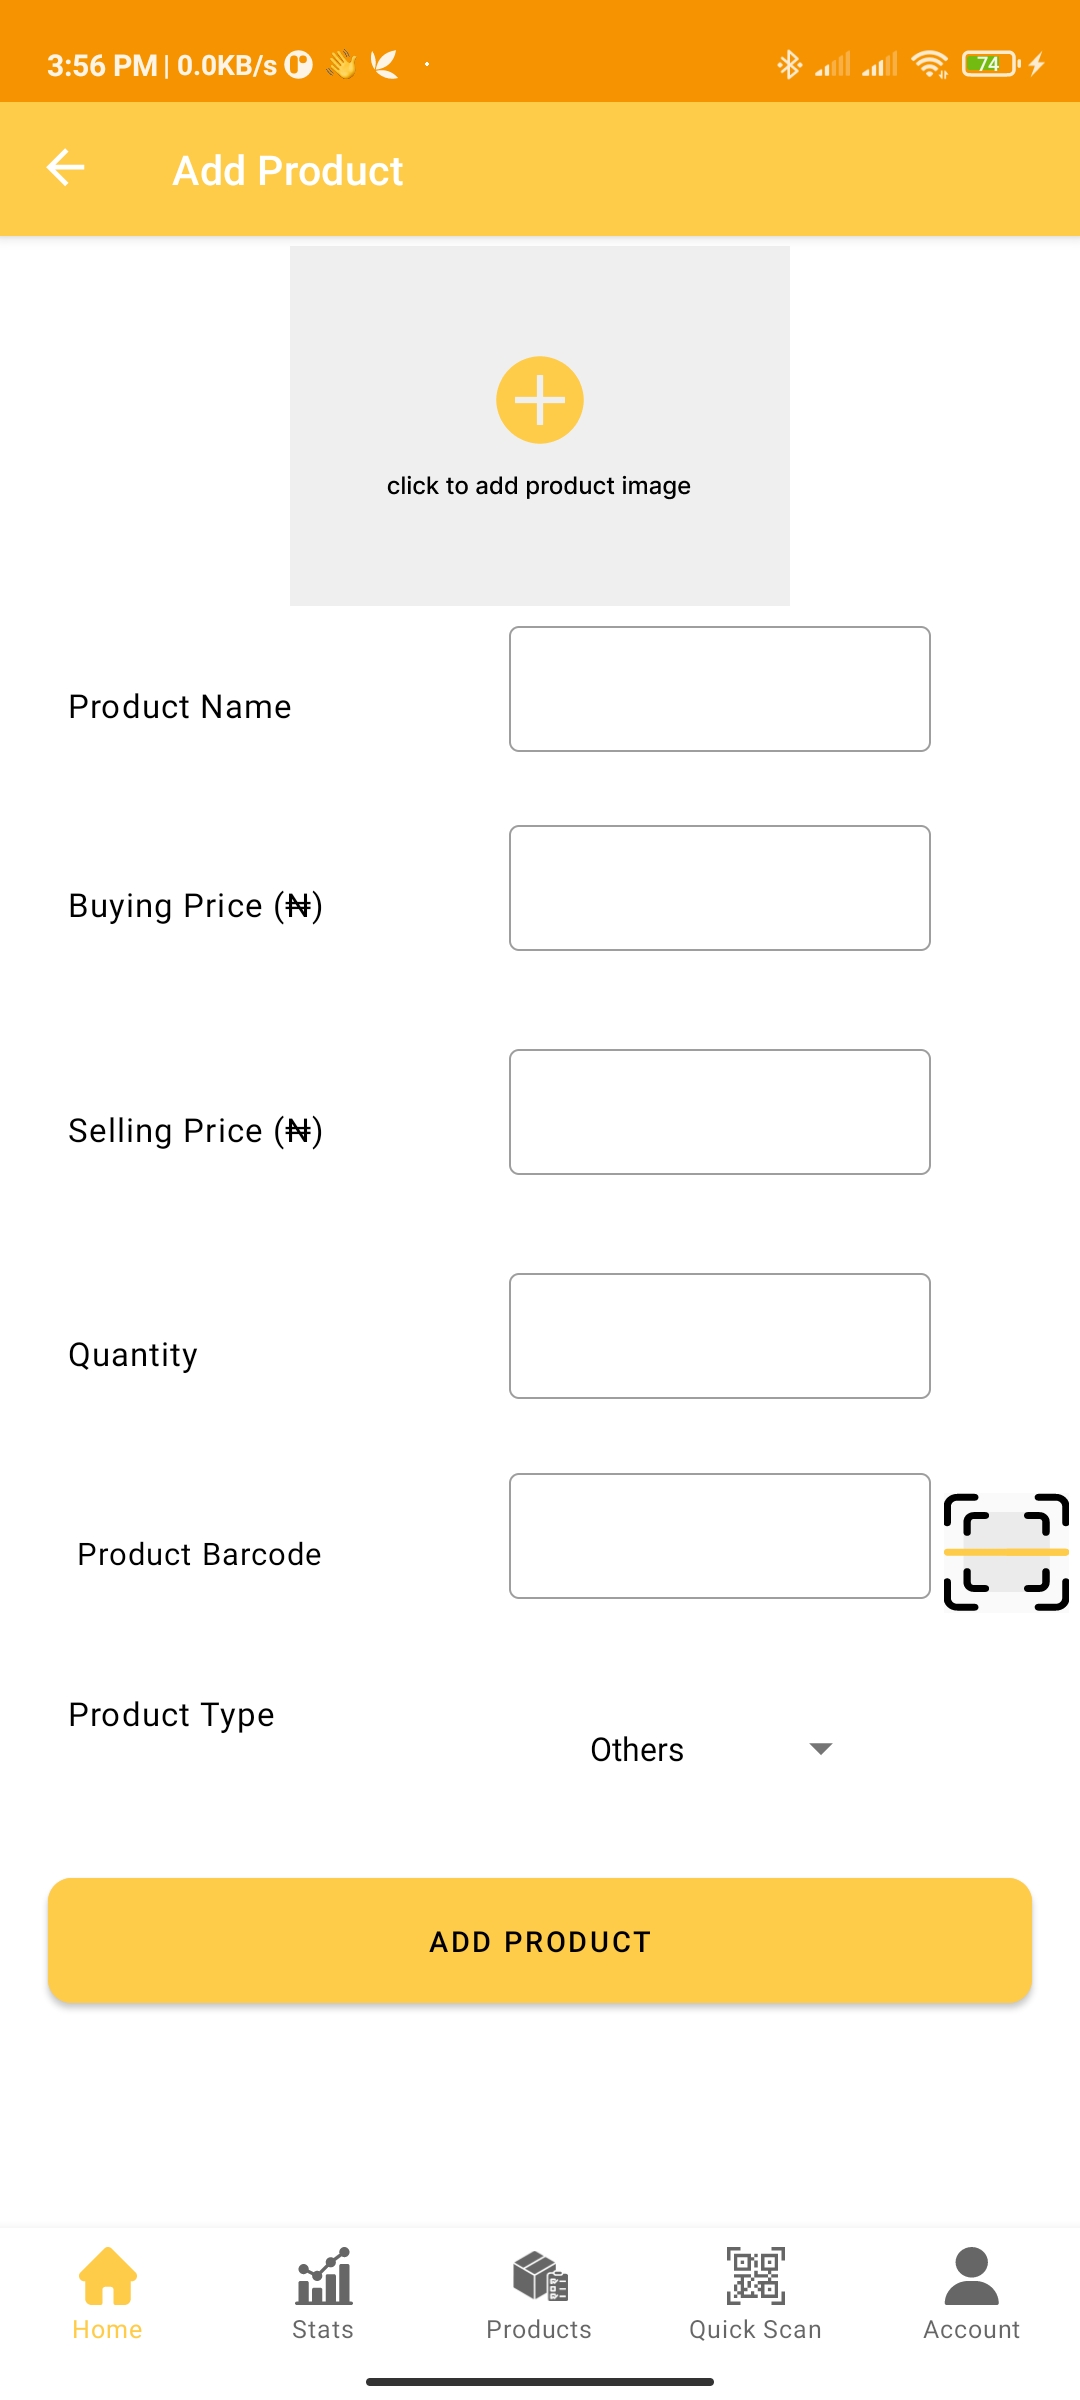 3:56 PM | 0.0KB/s
74
Add Product
click to add product image
Product Name
Buying Price (₦)
Selling Price (₦)
Quantity
Product Barcode
Product Type
Others
ADD PRODUCT
Home Stats Products Quick Scan Account